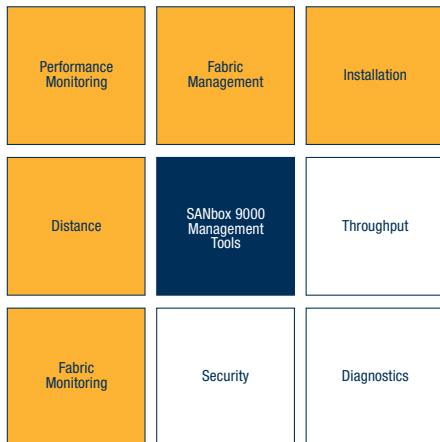 Performance
Monitoring
Fabric
Management
Installation
Distance
SANbox 9000
Management
Tools
Throughput
Fabric
Monitoring
Security
Diagnostics